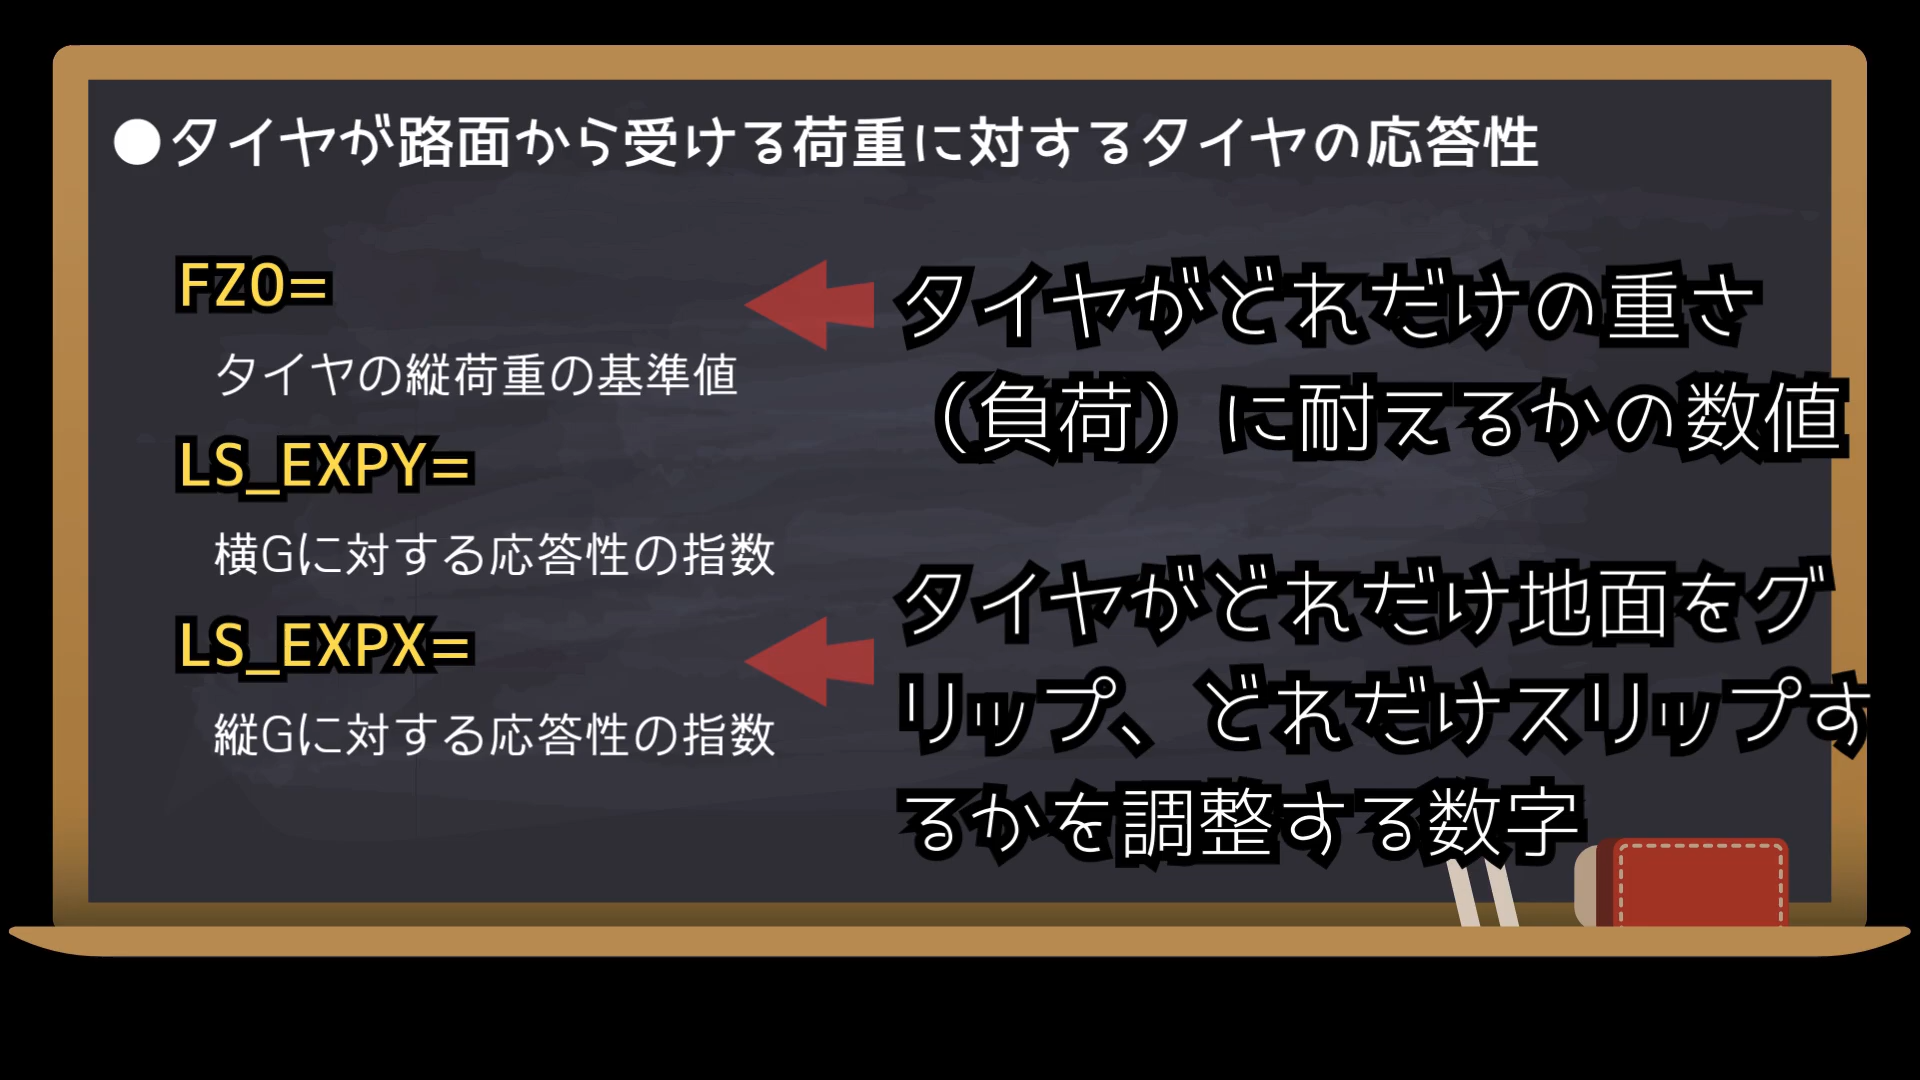 ●タイヤが路面から受ける荷重に対するタイヤの応答性
FZO=
タイヤの縦荷重の基準値
LS_EXPY=
横Gに対する応答性の指数
LS_EXPX=
縦Gに対する応答性の指数
タイヤがどれだけの重さ
（負荷）に耐えるかの数値
タイヤがどれだけ地面をグ
リップ、どれだけスリップす
るかを調整する数字